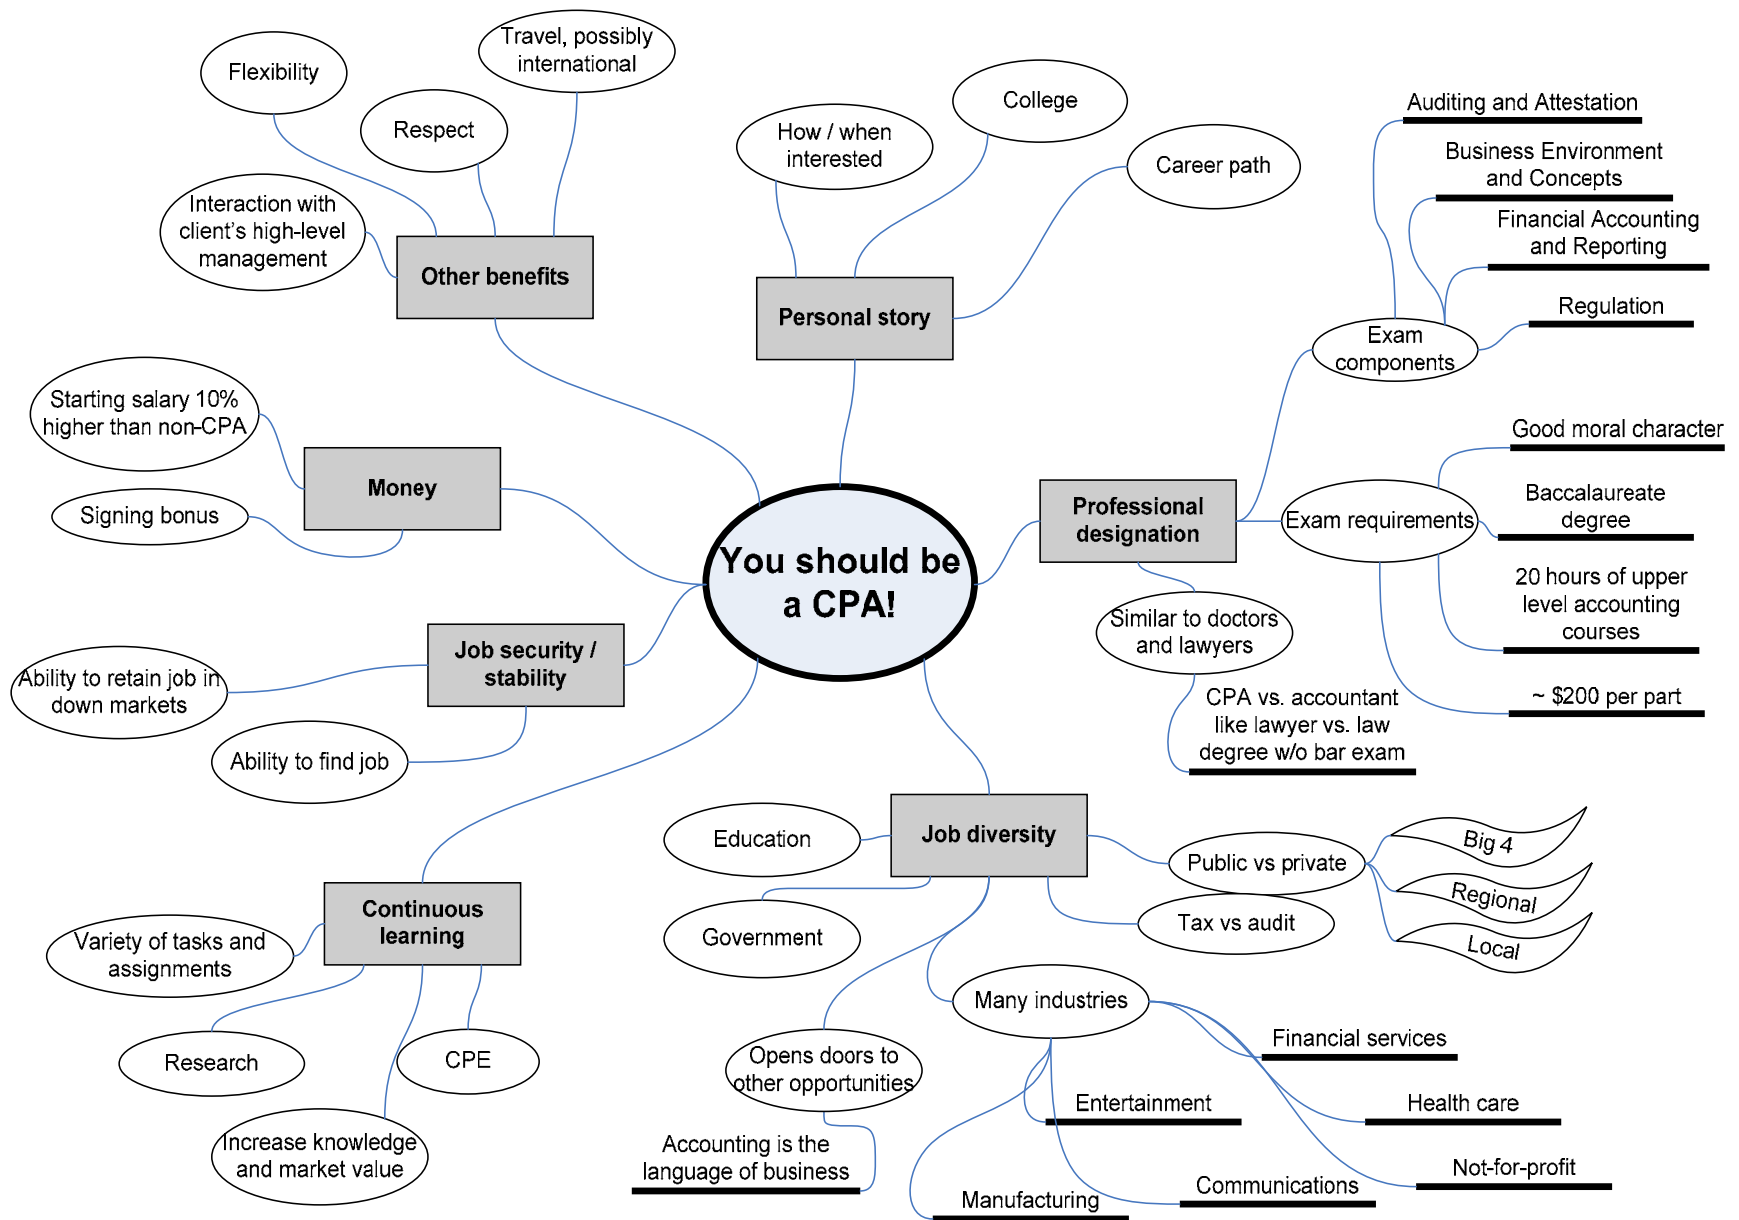 Travel, possibly
international
Flexibility
Respect
Interaction with
client's high-level
management
Other benefits
College
How / when
interested
Career path
Personal story
Auditing and Attestation
Business Environment
and Concepts
Financial Accounting
and Reporting
Regulation
Exam
components
Starting salary 10%
higher than non-CPA
Money
Signing bonus
Good moral character
Professional
designation
Exam requirements
Baccalaureate
degree
20 hours of upper
level accounting
courses
~ $200 per part
You should be
a CPA!
Similar to doctors
and lawyers
CPA vs. accountant
like lawyer vs. law
degree w/o bar exam
Job security /
stability
Ability to retain job in
down markets
Ability to find job
Job diversity
Education
Government
Public vs private
Big 4
Regional
Local
Tax vs audit
Continuous
learning
Variety of tasks and
assignments
Research
CPE
Increase knowledge
and market value
Many industries
Opens doors to
other opportunities
Accounting is the
language of business
Financial services
Entertainment
Health care
Not-for-profit
Communications
Manufacturing